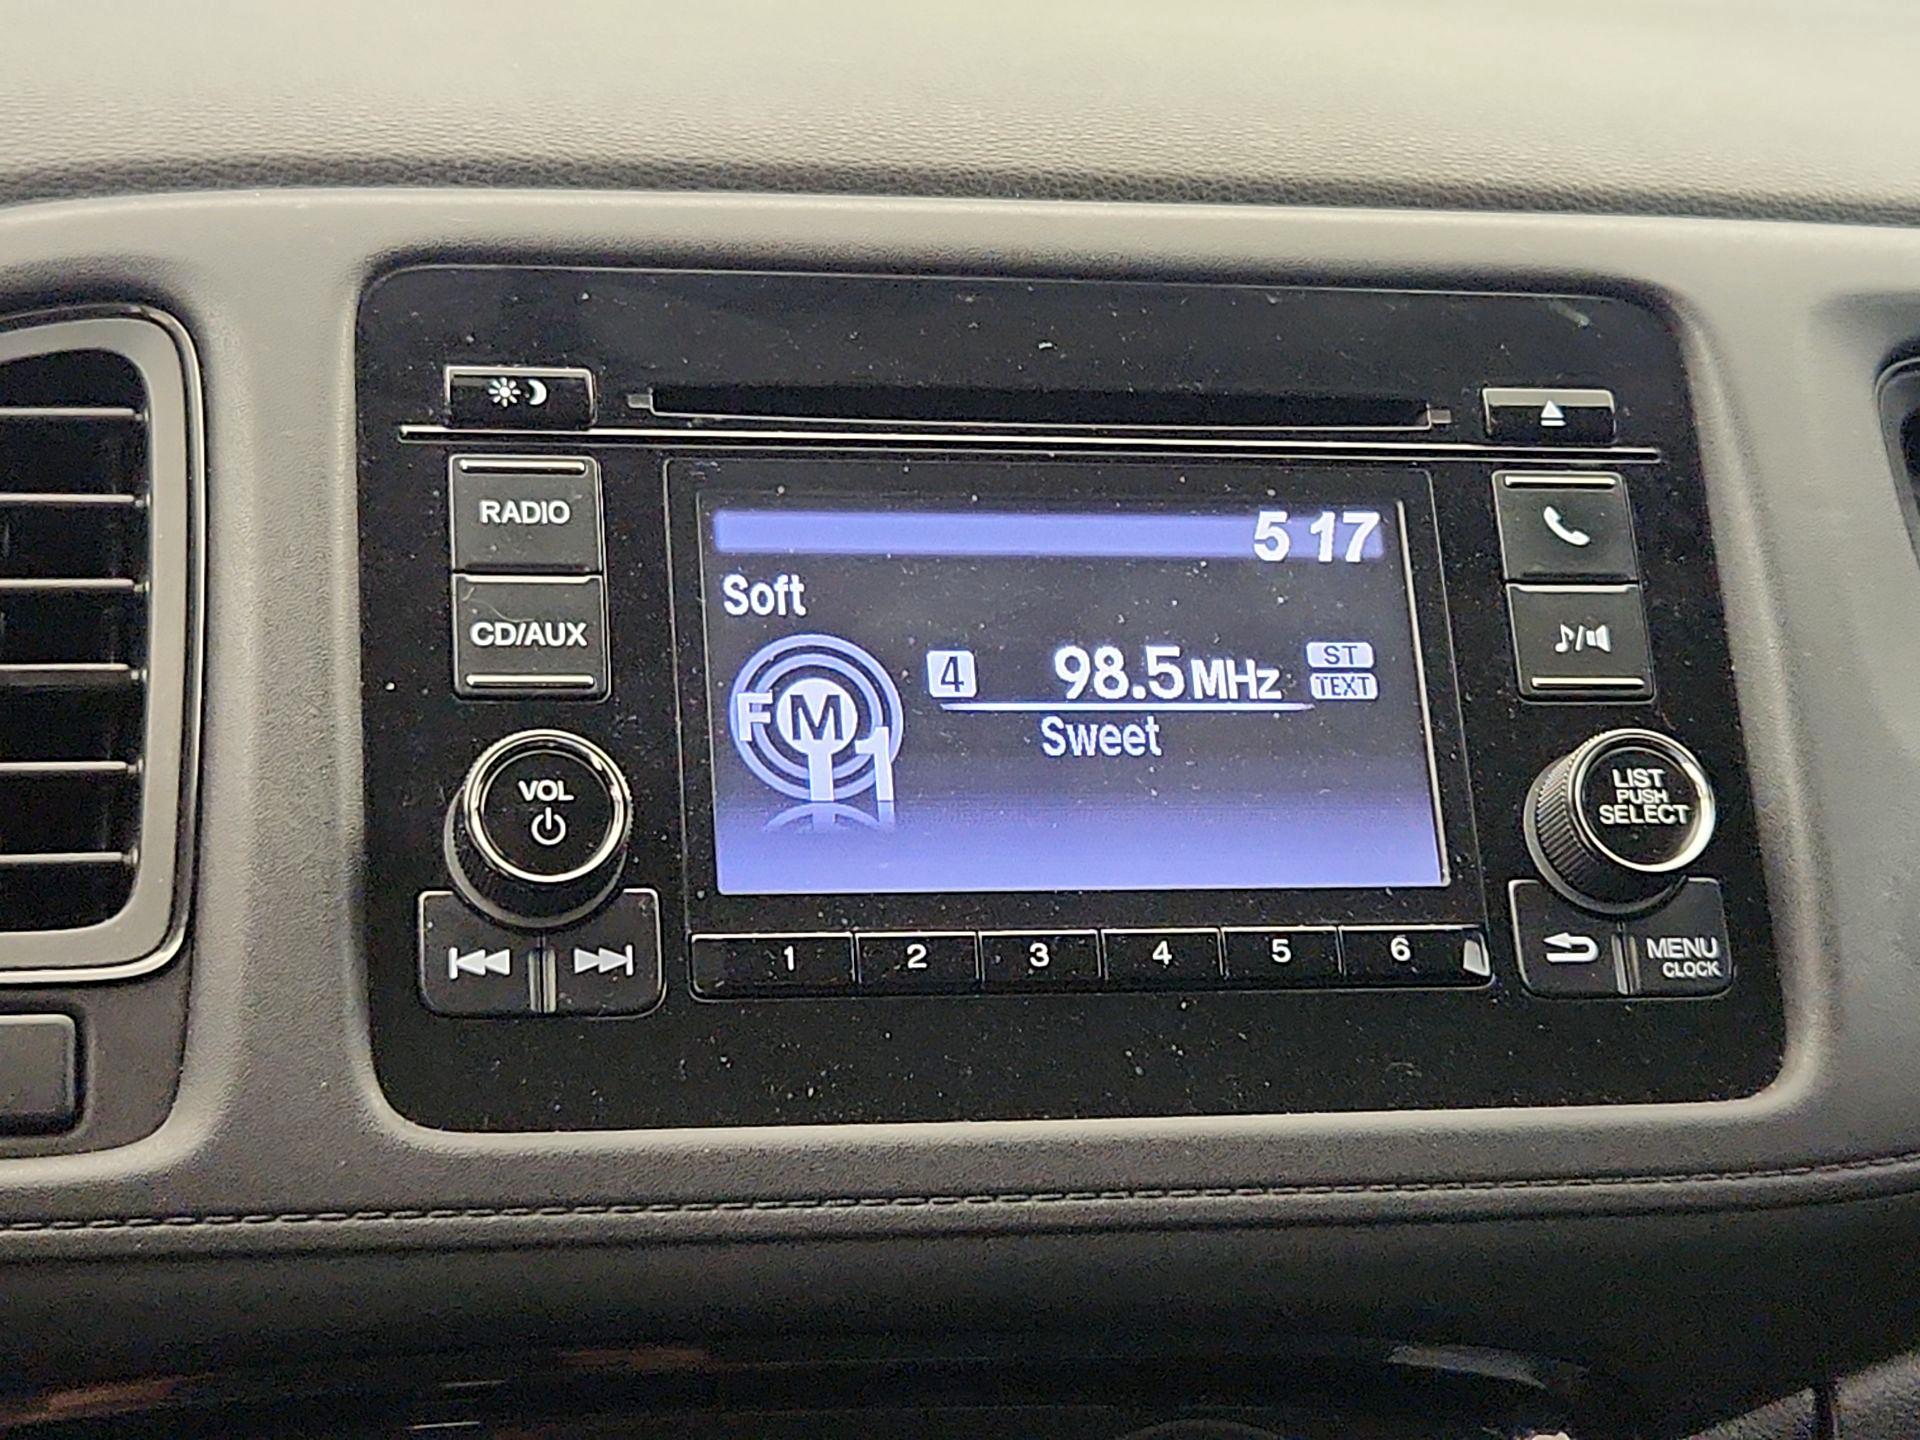 RADIO
CD/AUX
VOL
5 17
Soft
FM1
4 98.5MHz ST
TEXT
Sweet
LIST
PUSH
SELECT
1 2 3 4 5 6
MENU
CLOCK